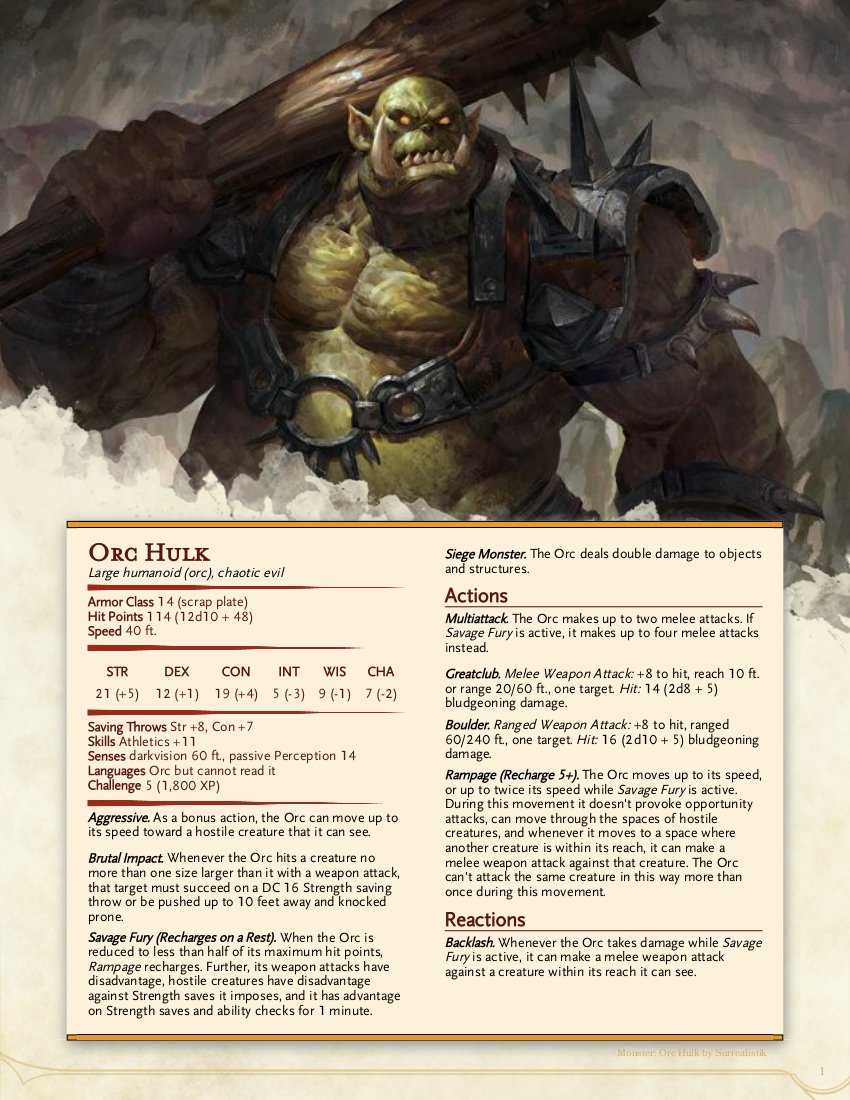 Orc Hulk
Large humanoid (orc), chaotic evil
Armor Class 14 (scrap plate)
Hit Points 114 (12d10 + 48)
Speed 40 ft.
STR DEX CON INT WIS CHA
21 (+5) 12 (+1) 19 (+4) 5 (-3) 9 (-1) 7 (-2)
Saving Throws Str +8, Con +7
Skills Athletics +11
Senses darkvision 60 ft., passive Perception 14
Languages Orc but cannot read it
Challenge 5 (1,800 XP)
Aggressive. As a bonus action, the Orc can move up to
its speed toward a hostile creature that it can see.
Brutal Impact. Whenever the Orc hits a creature no
more than one size larger than it with a weapon attack,
that target must succeed on a DC 16 Strength saving
throw or be pushed up to 10 feet away and knocked
prone.
Savage Fury (Recharges on a Rest). When the Orc is
reduced to less than half of its maximum hit points,
Rampage recharges. Further, its weapon attacks have
disadvantage, hostile creatures have disadvantage
against Strength saves it imposes, and it has advantage
on Strength saves and ability checks for 1 minute.
Siege Monster. The Orc deals double damage to objects
and structures.
Actions
Multiattack. The Orc makes up to two melee attacks. If
Savage Fury is active, it makes up to four melee attacks
instead.
Greatclub. Melee Weapon Attack: +8 to hit, reach 10 ft.
or range 20/60 ft., one target. Hit: 14 (2d8 + 5)
bludgeoning damage.
Boulder. Ranged Weapon Attack: +8 to hit, ranged
60/240 ft., one target. Hit: 16 (2d10 + 5) bludgeoning
damage.
Rampage (Recharge 5+). The Orc moves up to its speed,
or up to twice its speed while Savage Fury is active.
During this movement it doesn't provoke opportunity
attacks, can move through the spaces of hostile
creatures, and whenever it moves to a space where
another creature is within its reach, it can make a
melee weapon attack against that creature. The Orc
can't attack the same creature in this way more than
once during this movement.
Reactions
Backlash. Whenever the Orc takes damage while Savage
Fury is active, it can make a melee weapon attack
against a creature within its reach it can see.
Monster: Orc Hulk by Surrealistik
1